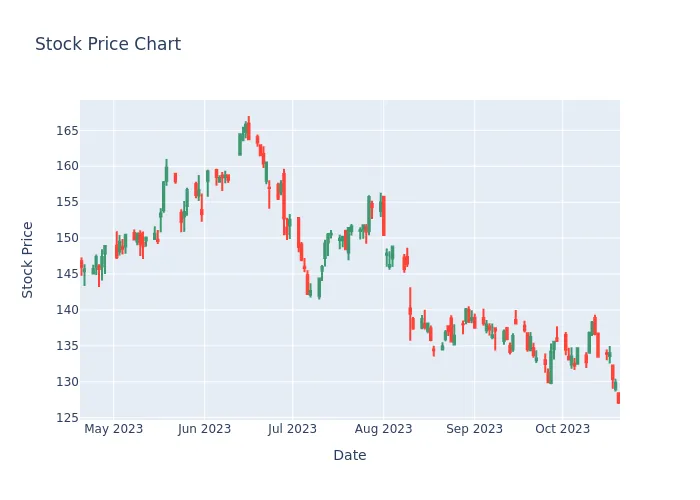 Stock Price Chart
165
160
155
150
145
140
135
130
125
Stock Price
May 2023
Jun 2023
Jul 2023
Aug 2023
Sep 2023
Oct 2023
Date